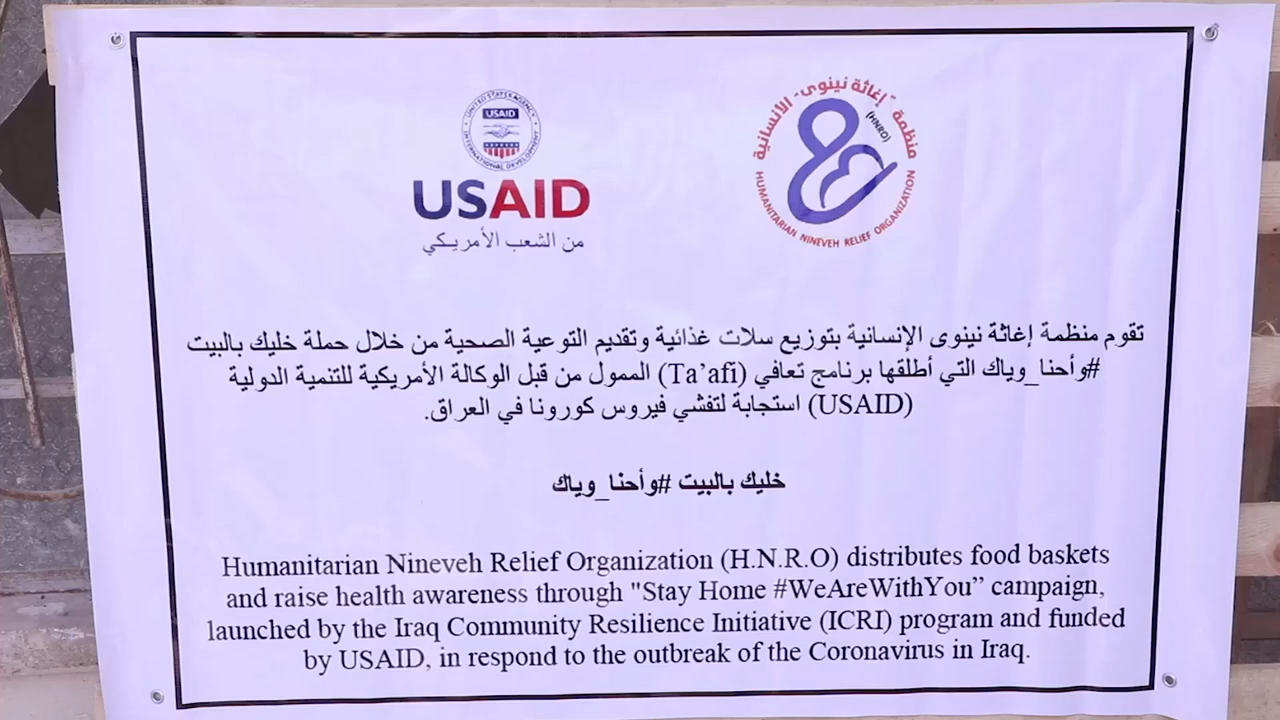 UNITED STATES AGENCY
USAID
INTERNATIONAL DEVELOPMENT
USAID
من الشعب الأمريكي
منظمة إغاثة نينوى الانسانية
(HNRO)
HUMANITARIAN NINEVEH RELIEF ORGANIZATION
تقوم منظمة إغاثة نينوى الإنسانية بتوزيع سلات غذائية وتقديم التوعية الصحية من خلال حملة خليك بالبيت
#وأحنا_وياك التي أطلقها برنامج تعافي (Ta’afi) الممول من قبل الوكالة الأمريكية للتنمية الدولية
(USAID) استجابة لتفشي فيروس كورونا في العراق.
خليك بالبيت #وأحنا_وياك
Humanitarian Nineveh Relief Organization (H.N.R.O) distributes food baskets
and raise health awareness through "Stay Home #WeAreWithYou” campaign,
launched by the Iraq Community Resilience Initiative (ICRI) program and funded
by USAID, in respond to the outbreak of the Coronavirus in Iraq.